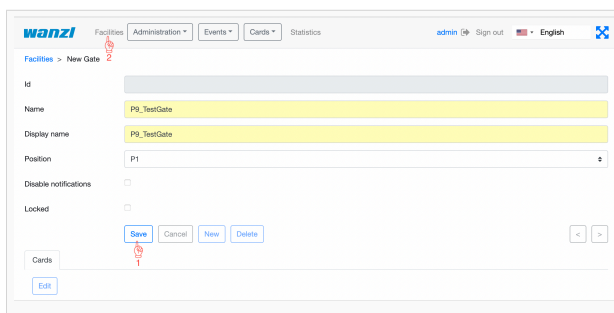 wanzl Facilities Administration Events Cards Statistics admin Sign out English
2
Facilities > New Gate
Id
Name P9_TestGate
Display name P9_TestGate
Position P1
Disable notifications
Locked
Save Cancel New Delete < >
1
Cards
Edit